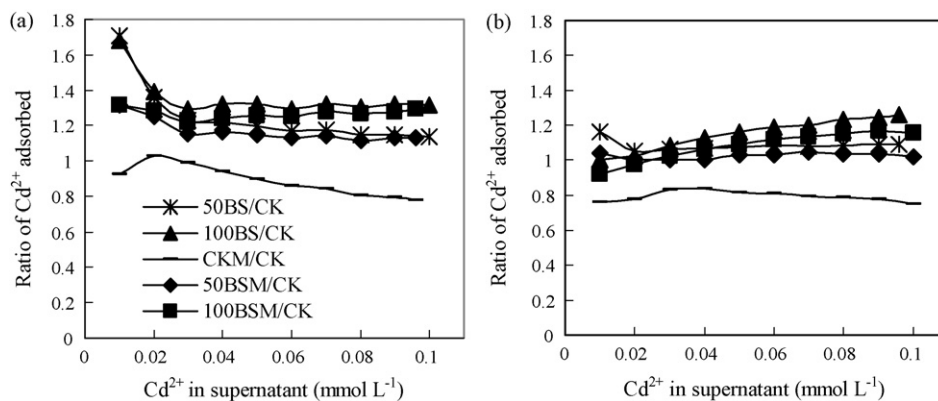 (a)
1.8
1.6
1.4
1.2
1
0.8
0.6
0.4
0.2
0
Ratio of Cd²⁺ adsorbed
50BS/CK
100BS/CK
CKM/CK
50BSM/CK
100BSM/CK
0 0.02 0.04 0.06 0.08 0.1
Cd²⁺ in supernatant (mmol L⁻¹)
(b)
1.8
1.6
1.4
1.2
1
0.8
0.6
0.4
0.2
0
Ratio of Cd²⁺ adsorbed
0 0.02 0.04 0.06 0.08 0.1
Cd²⁺ in supernatant (mmol L⁻¹)